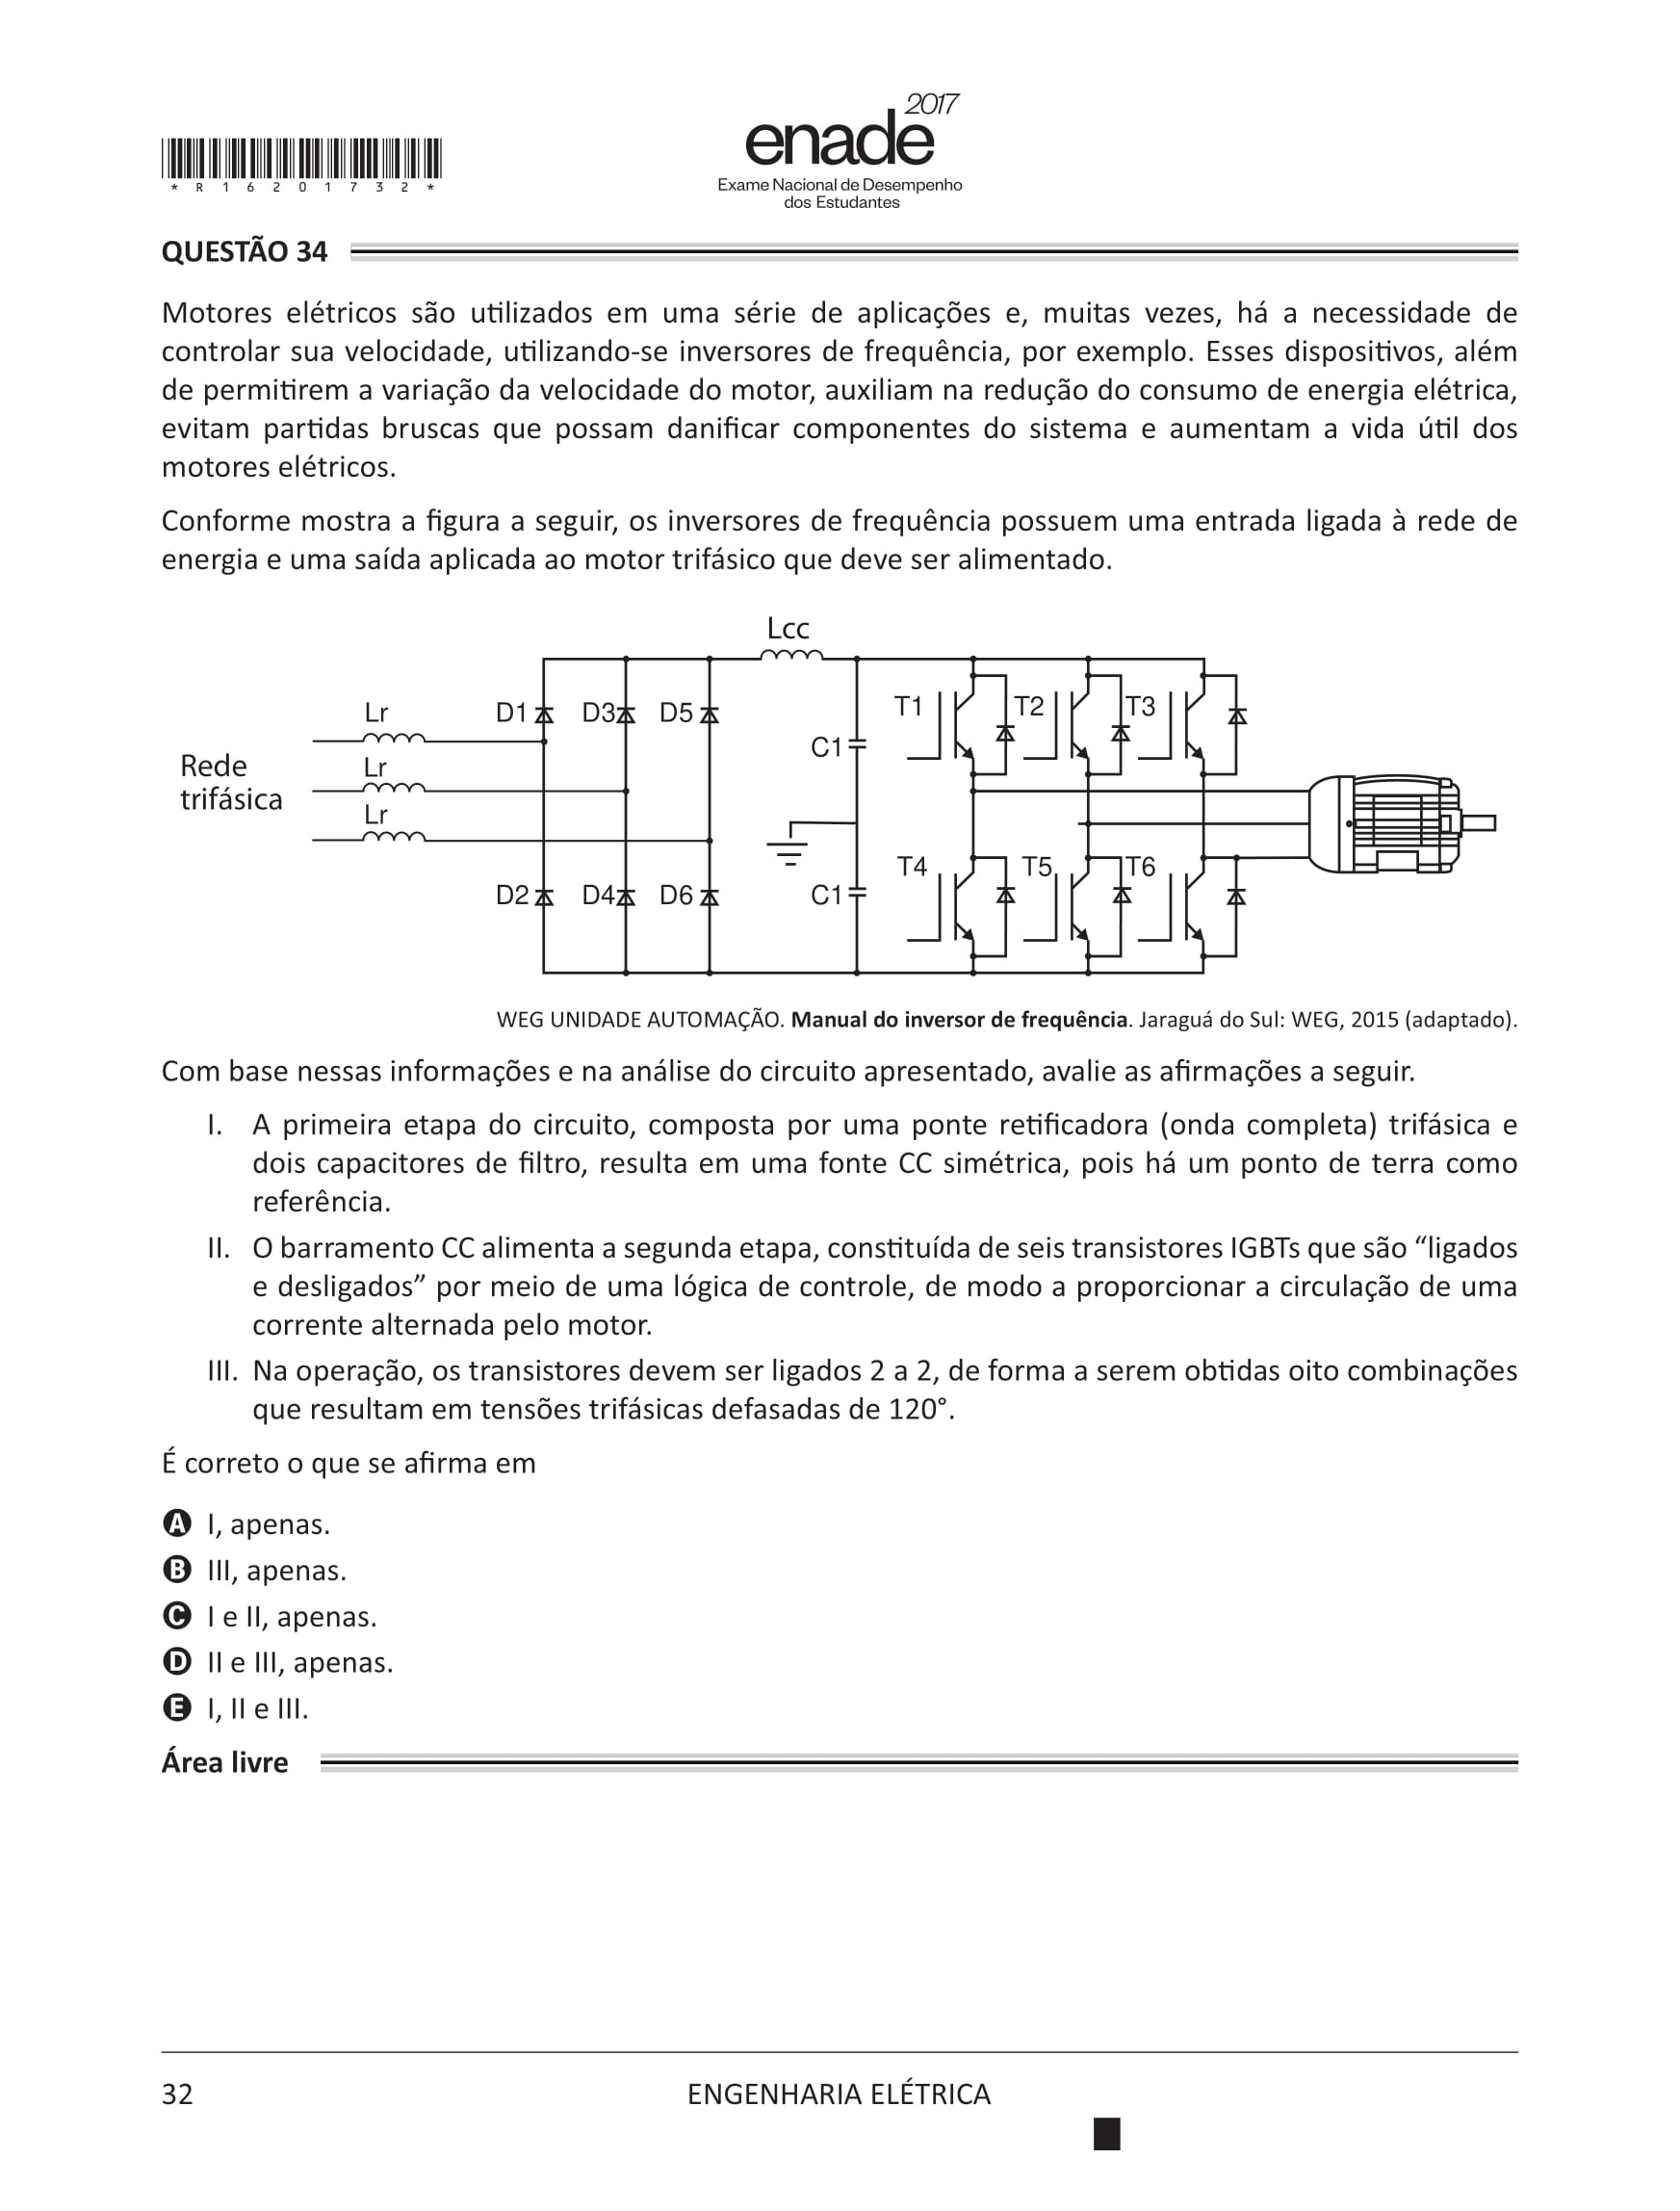 * R 1 6 2 0 1 7 3 2 *
enade 2017
Exame Nacional de Desempenho
dos Estudantes
QUESTÃO 34
Motores elétricos são utilizados em uma série de aplicações e, muitas vezes, há a necessidade de
controlar sua velocidade, utilizando-se inversores de frequência, por exemplo. Esses dispositivos, além
de permitirem a variação da velocidade do motor, auxiliam na redução do consumo de energia elétrica,
evitam partidas bruscas que possam danificar componentes do sistema e aumentam a vida útil dos
motores elétricos.
Conforme mostra a figura a seguir, os inversores de frequência possuem uma entrada ligada à rede de
energia e uma saída aplicada ao motor trifásico que deve ser alimentado.
Lcc
Lr D1 D3 D5 T1 T2 T3
C1
Rede
trifásica
Lr
Lr
T4 T5 T6
D2 D4 D6 C1
WEG UNIDADE AUTOMAÇÃO. Manual do inversor de frequência. Jaraguá do Sul: WEG, 2015 (adaptado).
Com base nessas informações e na análise do circuito apresentado, avalie as afirmações a seguir.
I. A primeira etapa do circuito, composta por uma ponte retificadora (onda completa) trifásica e
dois capacitores de filtro, resulta em uma fonte CC simétrica, pois há um ponto de terra como
referência.
II. O barramento CC alimenta a segunda etapa, constituída de seis transistores IGBTs que são “ligados
e desligados” por meio de uma lógica de controle, de modo a proporcionar a circulação de uma
corrente alternada pelo motor.
III. Na operação, os transistores devem ser ligados 2 a 2, de forma a serem obtidas oito combinações
que resultam em tensões trifásicas defasadas de 120°.
É correto o que se afirma em
A I, apenas.
B III, apenas.
C I e II, apenas.
D II e III, apenas.
E I, II e III.
Área livre
32
ENGENHARIA ELÉTRICA